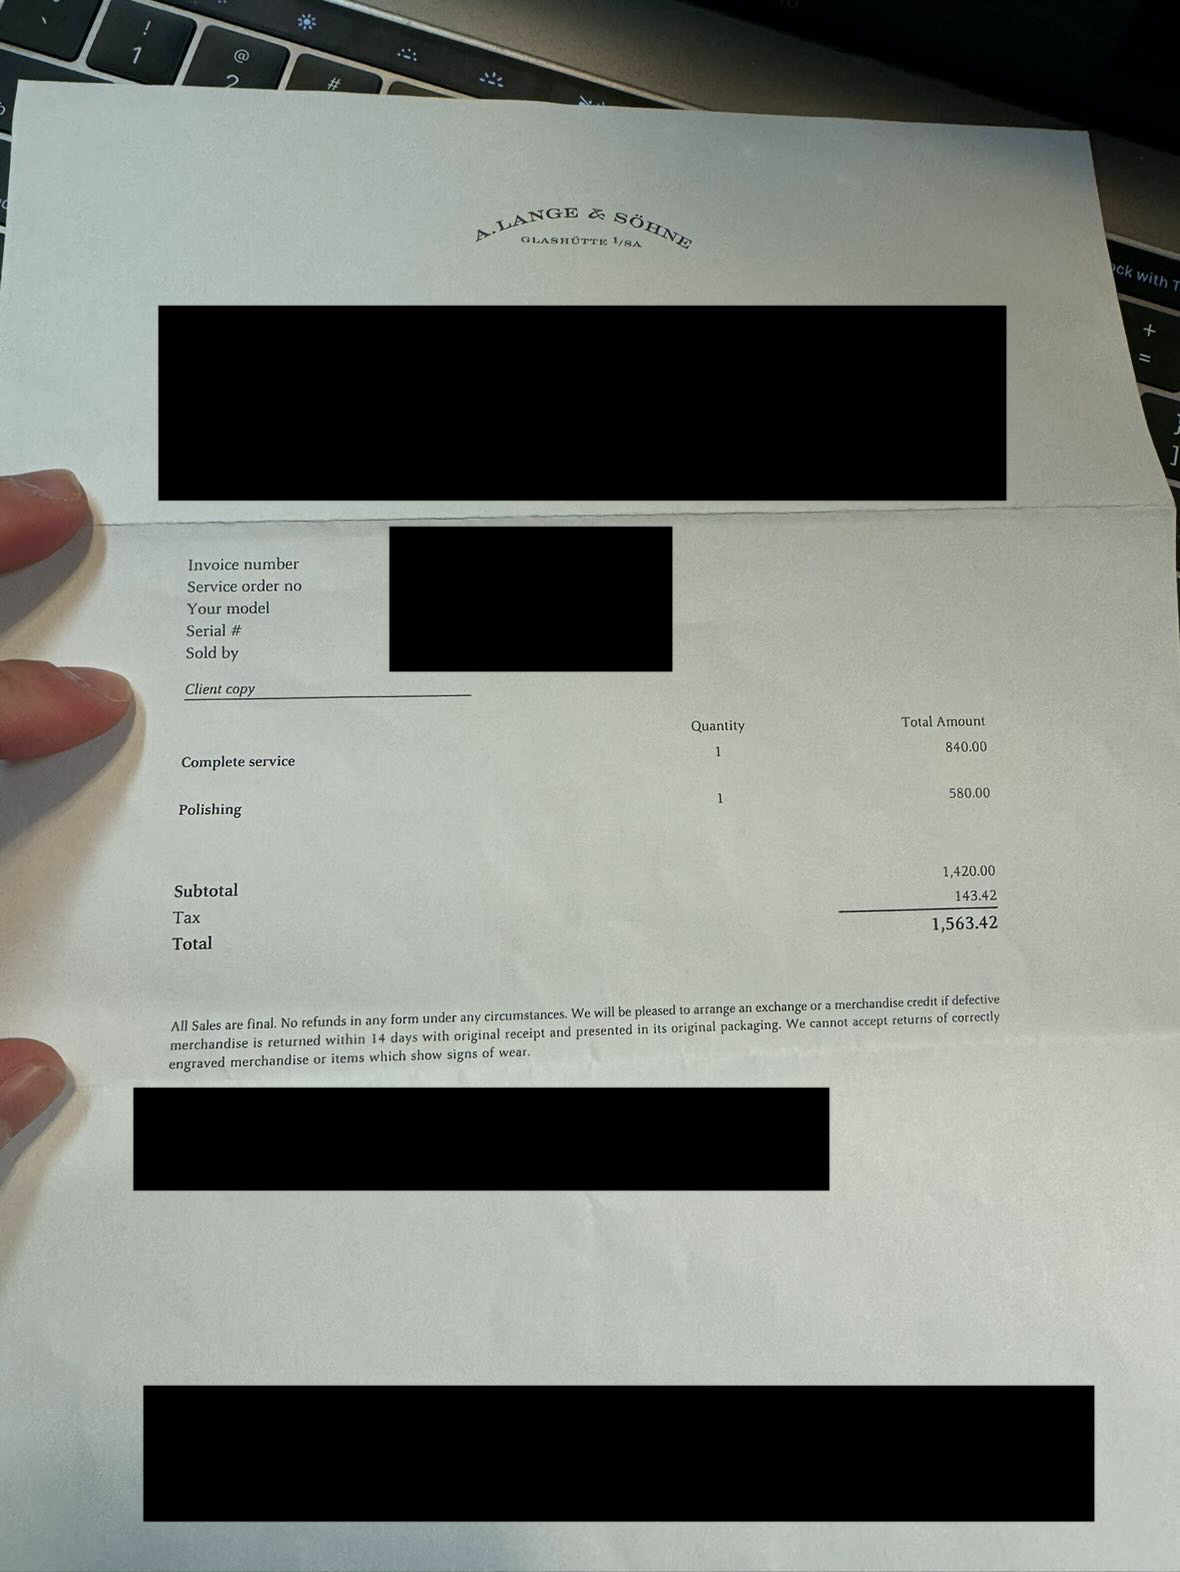 !
1
@
2
#
A. LANGE & SÖHNE
GLASHÜTTE I/SA
+
=
]
Invoice number
Service order no
Your model
Serial #
Sold by
Client copy
Quantity Total Amount
Complete service 1 840.00
Polishing 1 580.00
Subtotal 1,420.00
Tax 143.42
Total 1,563.42
All Sales are final. No refunds in any form under any circumstances. We will be pleased to arrange an exchange or a merchandise credit if defective
merchandise is returned within 14 days with original receipt and presented in its original packaging. We cannot accept returns of correctly
engraved merchandise or items which show signs of wear.